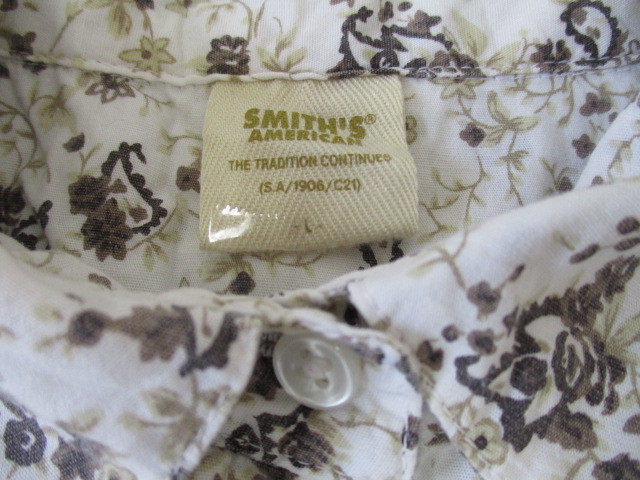 SMITH'S®
AMERICAN
THE TRADITION CONTINUES
(S.A/1906/C21)
L